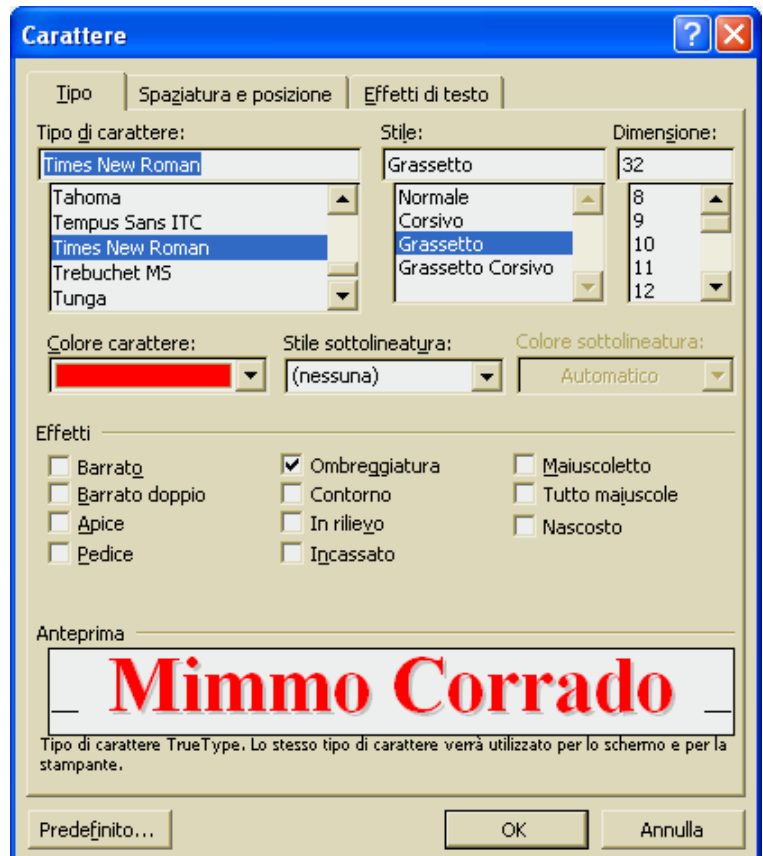 Carattere
Tipo Spaziatura e posizione Effetti di testo
Tipo di carattere: Stile: Dimensione:
Times New Roman Grassetto 32
Tahoma Normale 8
Tempus Sans ITC Corsivo 9
Times New Roman Grassetto 10
Trebuchet MS Grassetto Corsivo 11
Tunga 12
Colore carattere: Stile sottolineatura: Colore sottolineatura:
(nessuna) Automatico
Effetti
Barrato Ombreggiatura Maiuscoletto
Barrato doppio Contorno Tutto maiuscole
Apice In rilievo Nascosto
Pedice Incassato
Anteprima
Mimmo Corrado
Tipo di carattere TrueType. Lo stesso tipo di carattere verrà utilizzato per lo schermo e per la
stampante.
Predefinito... OK Annulla